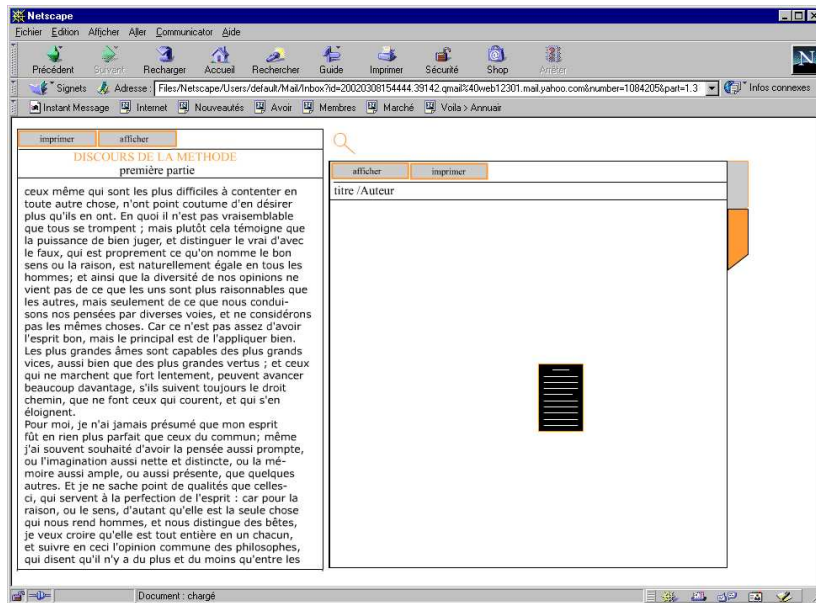 Netscape
Fichier Edition Afficher Aller Communicator Aide
Précédent Suivant Recharger Accueil Rechercher Guide Imprimer Sécurité Shop Arrêter
Signets Adresse : Files/Netscape/Users/default/Mail/Inbox?id=20020308154444.39142.qmail%40web12301.mail.yahoo.com&number=1084205&part=1.3 Infos connexes
Instant Message Internet Nouveautés Avoir Membres Marché Voila > Annuair
imprimer afficher
DISCOURS DE LA METHODE
première partie
ceux même qui sont les plus difficiles à contenter en
toute autre chose, n'ont point coutume d'en désirer
plus qu'ils en ont. En quoi il n'est pas vraisemblable
que tous se trompent ; mais plutôt cela témoigne que
la puissance de bien juger, et distinguer le vrai d'avec
le faux, qui est proprement ce qu'on nomme le bon
sens ou la raison, est naturellement égale en tous les
hommes; et ainsi que la diversité de nos opinions ne
vient pas de ce que les uns sont plus raisonnables que
les autres, mais seulement de ce que nous condui-
sons nos pensées par diverses voies, et ne considérons
pas les mêmes choses. Car ce n'est pas assez d'avoir
l'esprit bon, mais le principal est de l'appliquer bien.
Les plus grandes âmes sont capables des plus grands
vices, aussi bien que des plus grandes vertus ; et ceux
qui ne marchent que fort lentement, peuvent avancer
beaucoup davantage, s'ils suivent toujours le droit
chemin, que ne font ceux qui courent, et qui s'en
éloignent.
Pour moi, je n'ai jamais présumé que mon esprit
fût en rien plus parfait que ceux du commun; même
j'ai souvent souhaité d'avoir la pensée aussi prompte,
ou l'imagination aussi nette et distincte, ou la mé-
moire aussi ample, ou aussi présente, que quelques
autres. Et je ne sache point de qualités que celles-
ci, qui servent à la perfection de l'esprit : car pour la
raison, ou le sens, d'autant qu'elle est la seule chose
qui nous rend hommes, et nous distingue des bêtes,
je veux croire qu'elle est tout entière en un chacun,
et suivre en ceci l'opinion commune des philosophes,
qui disent qu'il n'y a du plus et du moins qu'entre les
afficher imprimer
titre /Auteur
Document : chargé